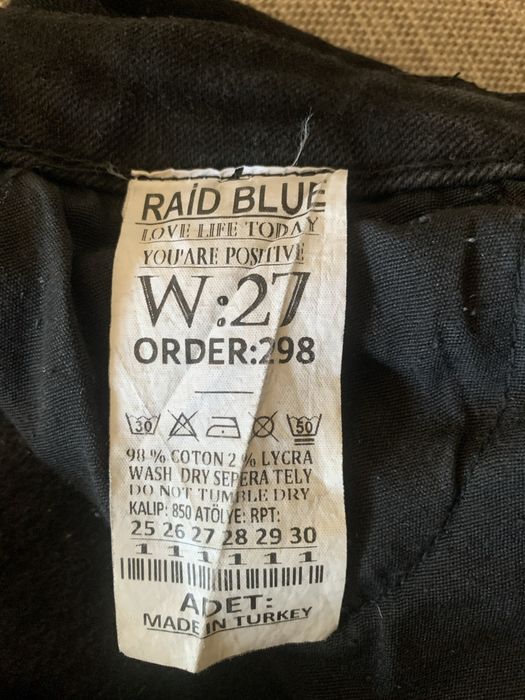 RAİD BLUE
LOVE LIFE TODAY
YOU'ARE POSITIVE
W:27
ORDER:298
30 50
98 % COTON 2 % LYCRA
WASH DRY SEPERA TELY
DO NOT TUMBLE DRY
KALIP: 850 ATÖLYE: RPT:
25 26 27 28 29 30
1 1 1 1 1 1
ADET:
MADE IN TURKEY